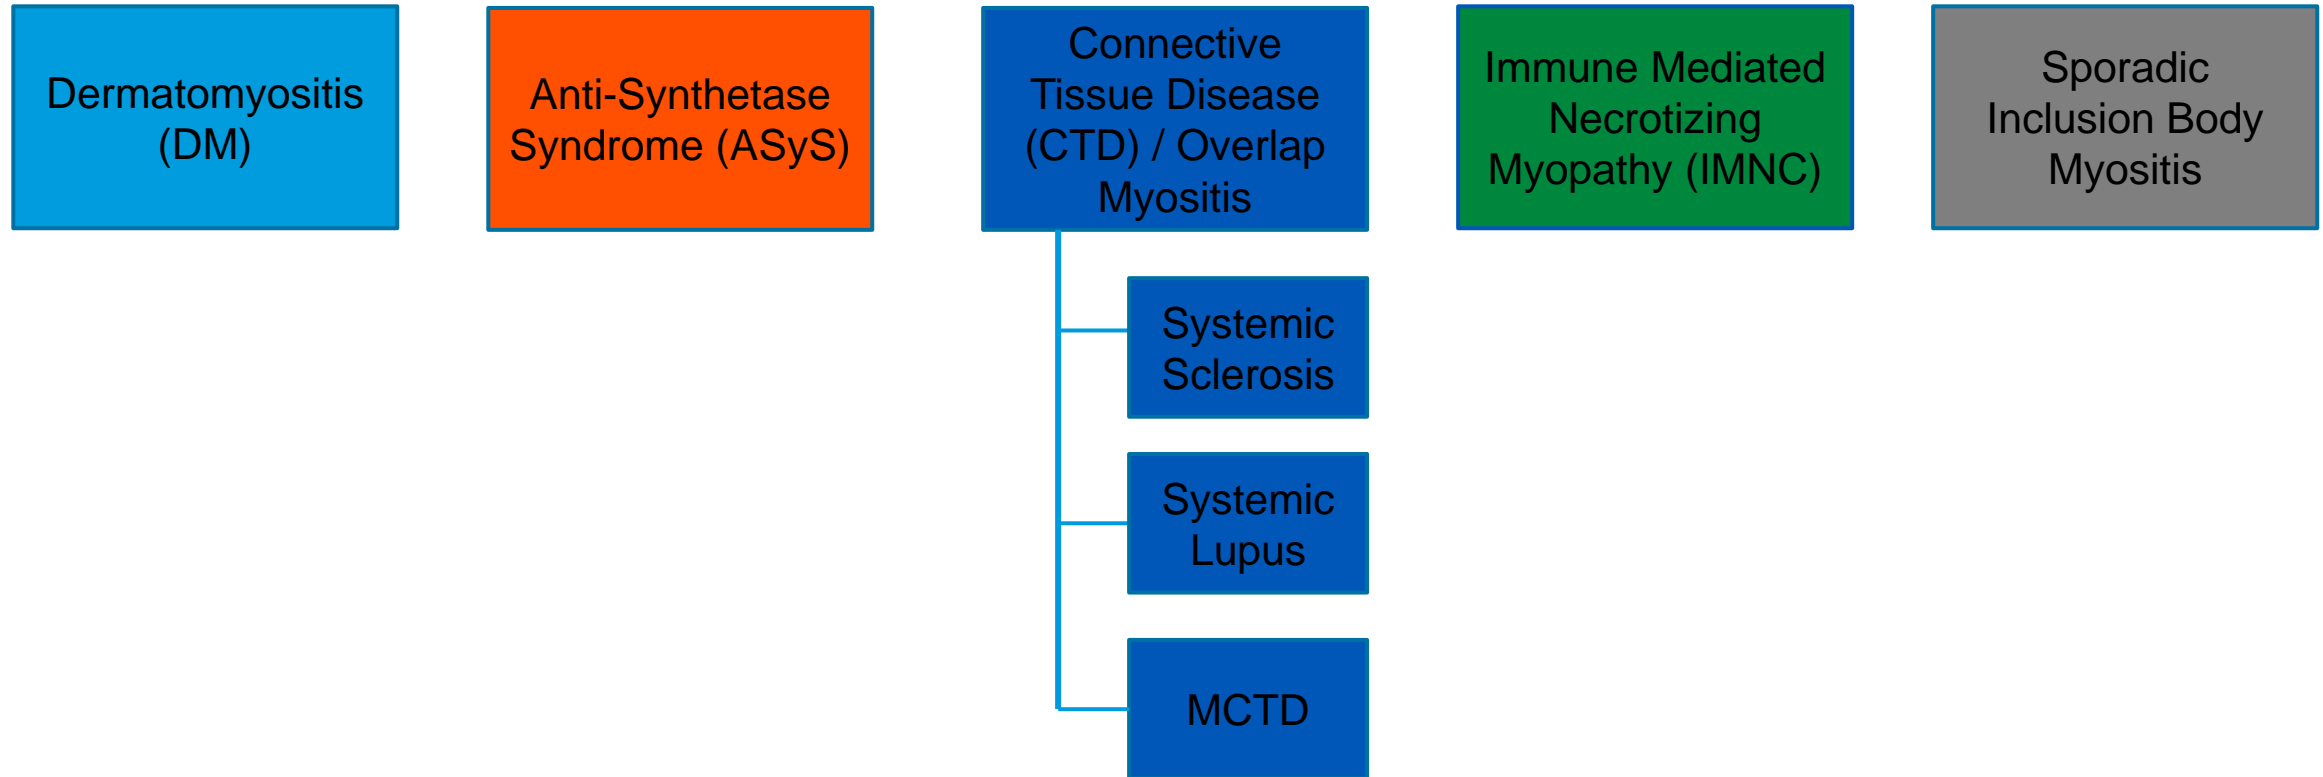 Dermatomyositis
(DM)
Anti-Synthetase
Syndrome (ASyS)
Connective
Tissue Disease
(CTD) / Overlap
Myositis
Immune Mediated
Necrotizing
Myopathy (IMNC)
Sporadic
Inclusion Body
Myositis
Systemic
Sclerosis
Systemic
Lupus
MCTD